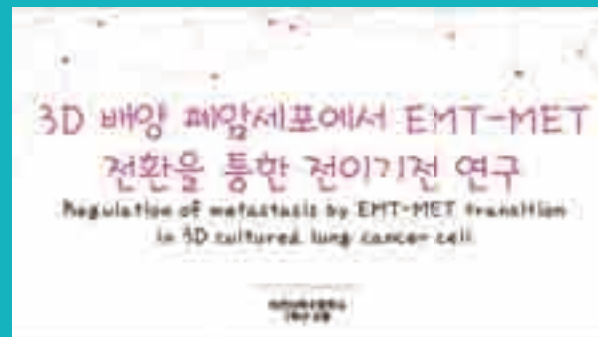 3D 배양 폐암세포에서 EMT-MET
전환을 통한 전이기전 연구
Regulation of metastasis by EMT-MET transition
in 3D cultured lung cancer cell